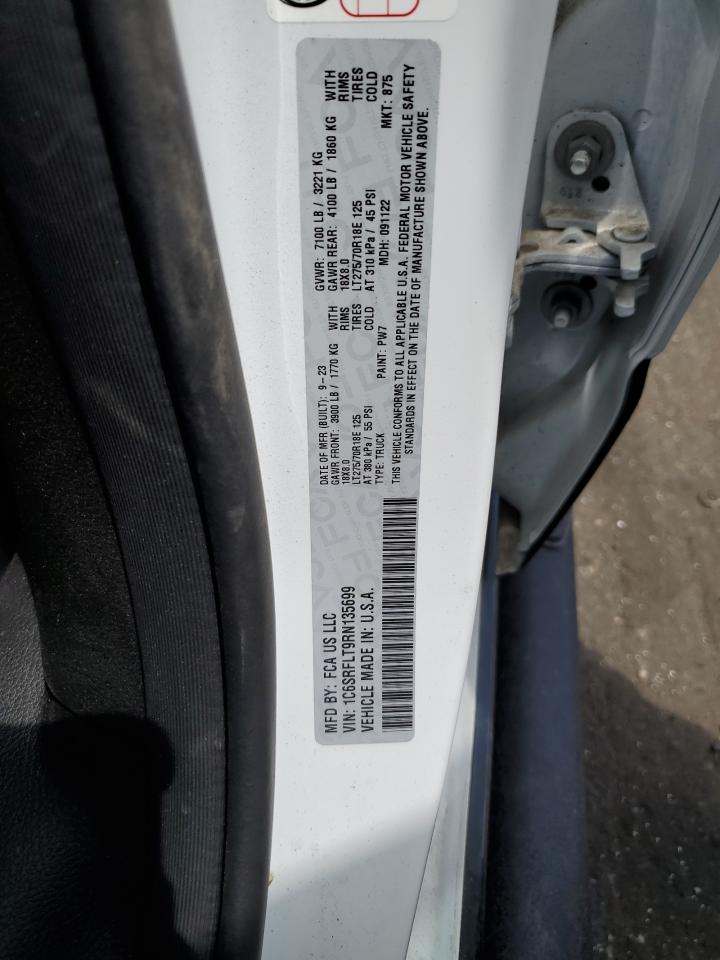 MFD BY: FCA US LLC
VIN: 1C6SRFLT9RN135699
VEHICLE MADE IN: U.S.A.
DATE OF MFR (BUILT): 9-23
GVWR: 7100 LB / 3221 KG
GAWR FRONT: 3900 LB / 1770 KG WITH
18X8.0 RIMS
LT275/70R18E 125 TIRES
AT 380 kPa / 55 PSI COLD
GAWR REAR: 4100 LB / 1860 KG WITH
18X8.0 RIMS
LT275/70R18E 125 TIRES
AT 310 kPa / 45 PSI COLD
TYPE: TRUCK PAINT: PW7 MDH: 091122 MKT: 875
THIS VEHICLE CONFORMS TO ALL APPLICABLE U.S.A. FEDERAL MOTOR VEHICLE SAFETY
STANDARDS IN EFFECT ON THE DATE OF MANUFACTURE SHOWN ABOVE.